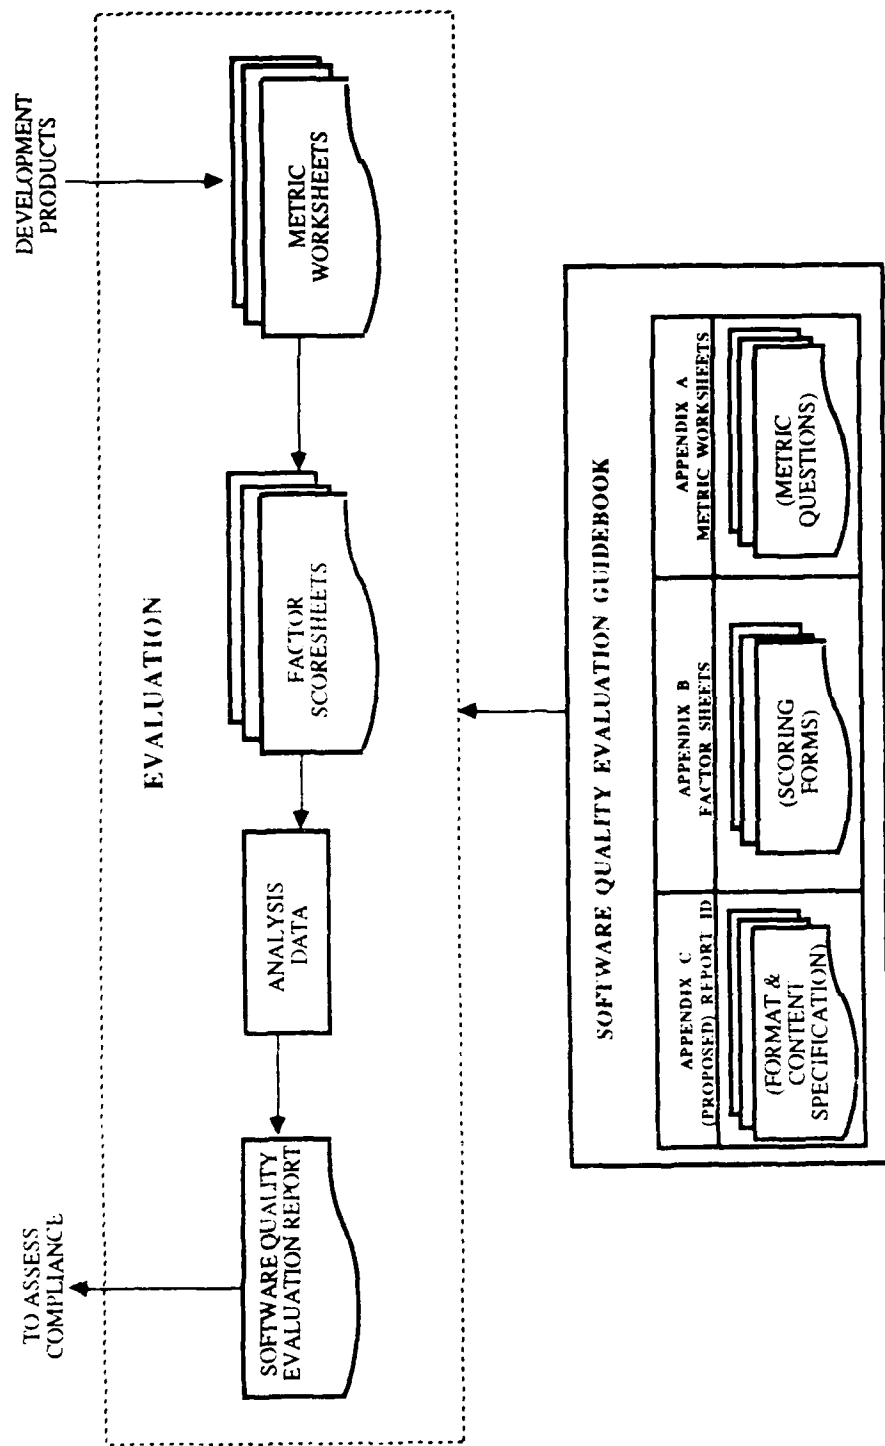 TO ASSESS
COMPLIANCE
DEVELOPMENT
PRODUCTS
EVALUATION
SOFTWARE QUALITY
EVALUATION REPORT
ANALYSIS
DATA
FACTOR
SCORESHEETS
METRIC
WORKSHEETS
SOFTWARE QUALITY EVALUATION GUIDEBOOK
APPENDIX C
(PROPOSED) REPORT ID
APPENDIX B
FACTOR SHEETS
APPENDIX A
METRIC WORKSHEETS
(FORMAT &
CONTENT
SPECIFICATION)
(SCORING
FORMS)
(METRIC
QUESTIONS)